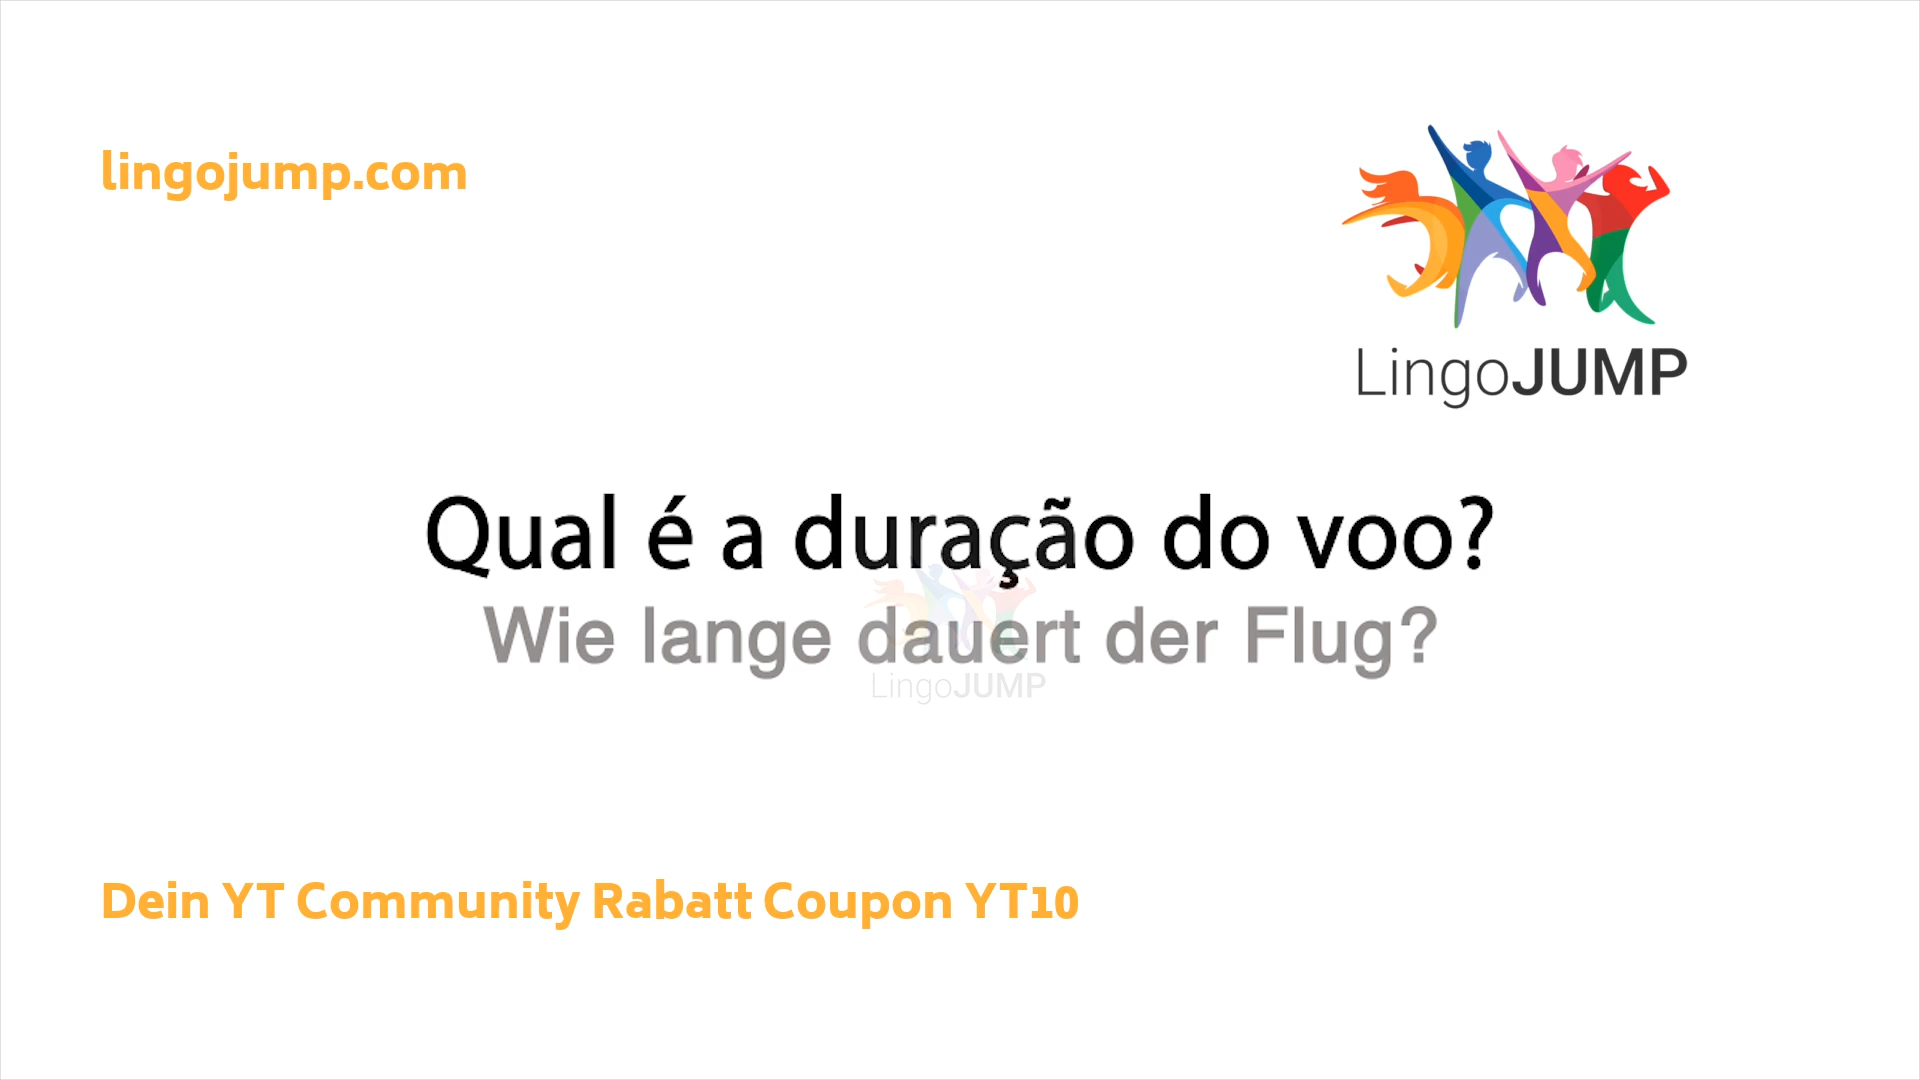 lingojump.com
LingoJUMP
Qual é a duração do voo?
Wie lange dauert der Flug?
LingoJUMP
Dein YT Community Rabatt Coupon YT10